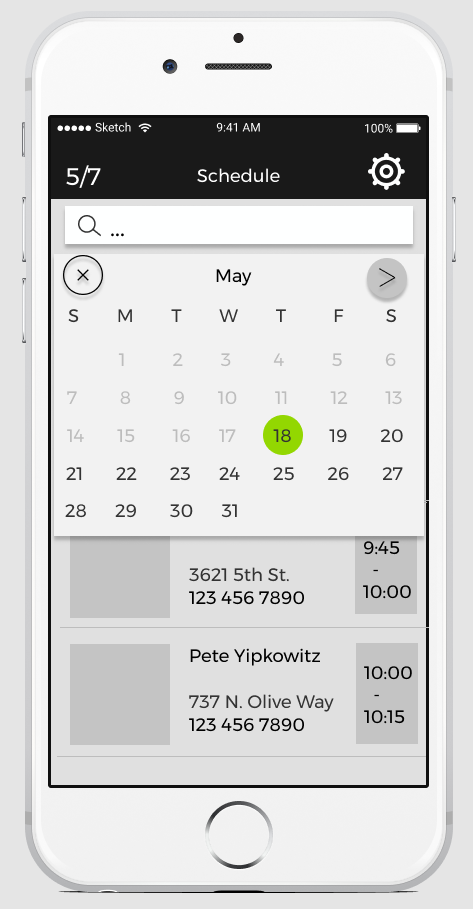 Sketch 9:41 AM 100%
5/7 Schedule
...
× May >
S M T W T F S
1 2 3 4 5 6
7 8 9 10 11 12 13
14 15 16 17 18 19 20
21 22 23 24 25 26 27
28 29 30 31
9:45
-
3621 5th St.
123 456 7890 10:00
Pete Yipkowitz
10:00
-
737 N. Olive Way
10:15
123 456 7890